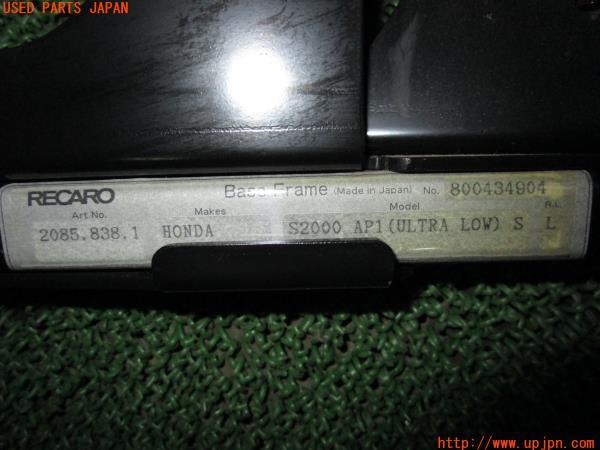 USED PARTS JAPAN
RECARO Base Frame (Made in Japan) No. 800434904
Art No. Makes Model R.L
2085.838.1 HONDA S2000 AP1(ULTRA LOW) S L
http://www.upjpn.com/